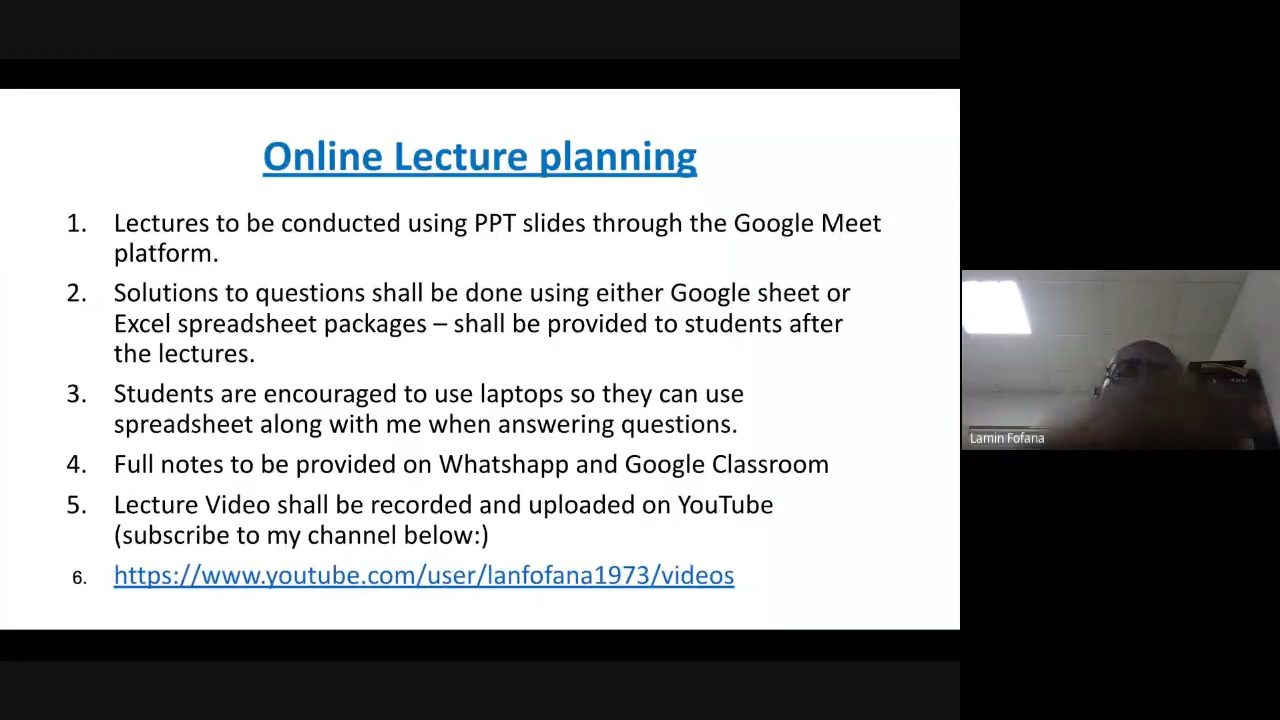 Online Lecture planning
1. Lectures to be conducted using PPT slides through the Google Meet
platform.
2. Solutions to questions shall be done using either Google sheet or
Excel spreadsheet packages – shall be provided to students after
the lectures.
3. Students are encouraged to use laptops so they can use
spreadsheet along with me when answering questions.
4. Full notes to be provided on Whatshapp and Google Classroom
5. Lecture Video shall be recorded and uploaded on YouTube
(subscribe to my channel below:)
6. https://www.youtube.com/user/lanfofana1973/videos
Lamin Fofana